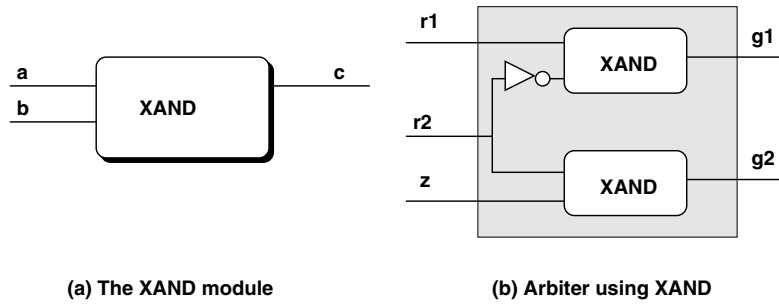 a
b
XAND
c
(a) The XAND module
r1
r2
z
XAND
XAND
g1
g2
(b) Arbiter using XAND